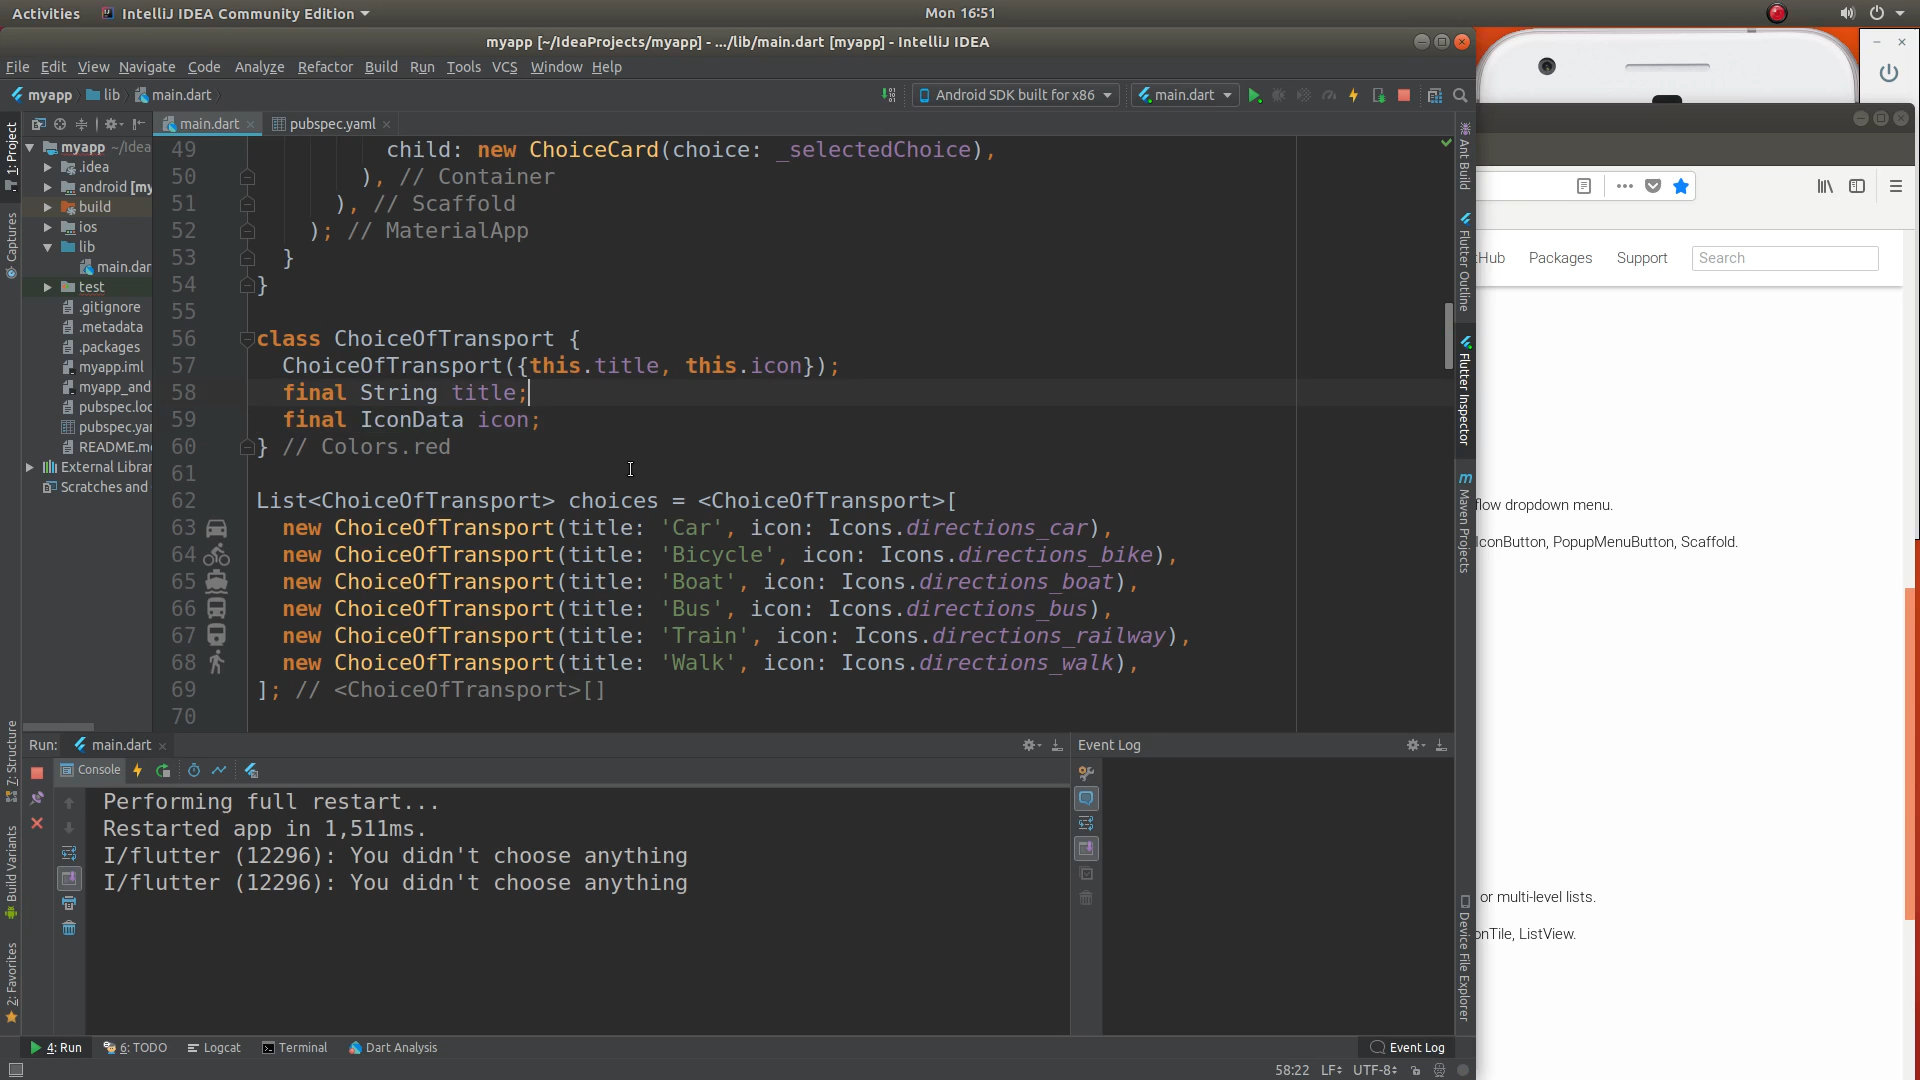 Activities
IntelliJ IDEA Community Edition
Mon 16:51
myapp [~/IdeaProjects/myapp] - .../lib/main.dart [myapp] - IntelliJ IDEA
File Edit View Navigate Code Analyze Refactor Build Run Tools VCS Window Help
myapp lib main.dart
Android SDK built for x86
main.dart
main.dart pubspec.yaml
1: Project
Captures
7: Structure
Build Variants
2: Favorites
myapp ~/Idea
.idea
android [my
build
ios
lib
main.dar
test
.gitignore
.metadata
.packages
myapp.iml
myapp_and
pubspec.loc
pubspec.yar
README.m
External Librar
Scratches and
49 child: new ChoiceCard(choice: _selectedChoice),
50 ), // Container
51 ), // Scaffold
52 ); // MaterialApp
53 }
54 }
55
56 class ChoiceOfTransport {
57 ChoiceOfTransport({this.title, this.icon});
58 final String title;
59 final IconData icon;
60 } // Colors.red
61
62 List<ChoiceOfTransport> choices = <ChoiceOfTransport>[
63 new ChoiceOfTransport(title: 'Car', icon: Icons.directions_car),
64 new ChoiceOfTransport(title: 'Bicycle', icon: Icons.directions_bike),
65 new ChoiceOfTransport(title: 'Boat', icon: Icons.directions_boat),
66 new ChoiceOfTransport(title: 'Bus', icon: Icons.directions_bus),
67 new ChoiceOfTransport(title: 'Train', icon: Icons.directions_railway),
68 new ChoiceOfTransport(title: 'Walk', icon: Icons.directions_walk),
69 ]; // <ChoiceOfTransport>[]
70
Ant Build
Flutter Outline
Flutter Inspector
Maven Projects
Device File Explorer
Run: main.dart
Console
Performing full restart...
Restarted app in 1,511ms.
I/flutter (12296): You didn't choose anything
I/flutter (12296): You didn't choose anything
Event Log
4: Run 6: TODO Logcat Terminal Dart Analysis
Event Log
58:22 LF UTF-8
tHub Packages Support Search
flow dropdown menu.
IconButton, PopupMenuButton, Scaffold.
or multi-level lists.
onTile, ListView.